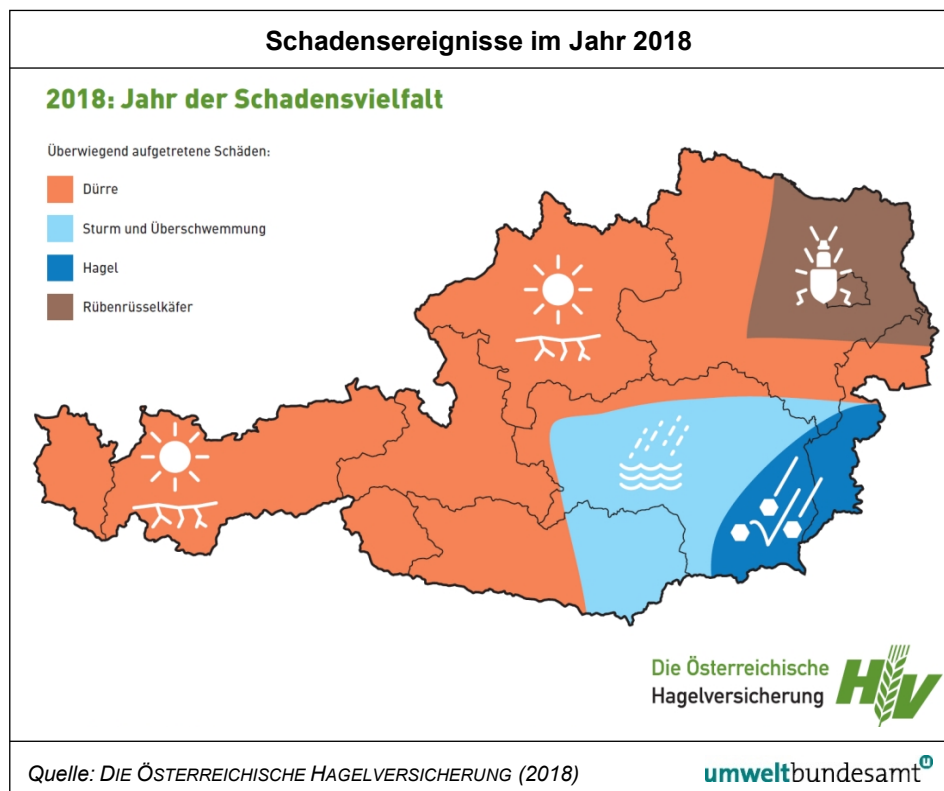 Schadensereignisse im Jahr 2018
2018: Jahr der Schadensvielfalt
Überwiegend aufgetretene Schäden:
Dürre
Sturm und Überschwemmung
Hagel
Rübenrüsselkäfer
Die Österreichische
Hagelversicherung
HV
Quelle: DIE ÖSTERREICHISCHE HAGELVERSICHERUNG (2018)
umweltbundesamt u